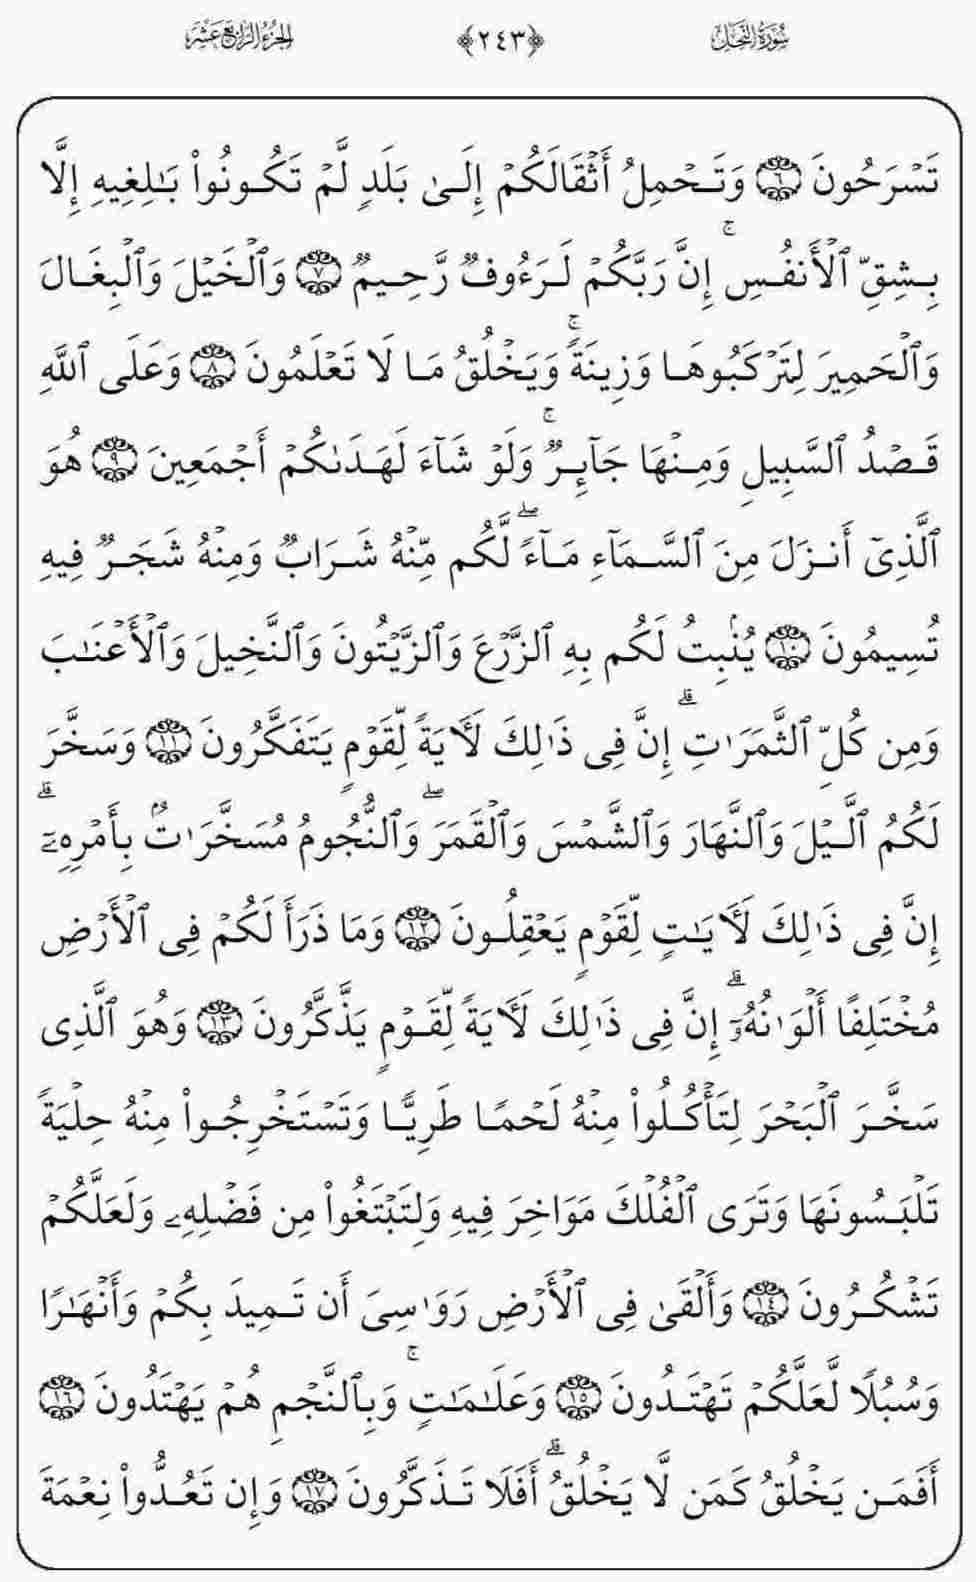 سُورَةُ النَّحْلِ ﴿٢٤٣﴾ الجُزْءُ الرَّابِعَ عَشَرَ
تَسۡرَحُونَ ٦ وَتَحۡمِلُ أَثۡقَالَكُمۡ إِلَىٰ بَلَدٖ لَّمۡ تَكُونُواْ بَٰلِغِيهِ إِلَّا
بِشِقِّ ٱلۡأَنفُسِۚ إِنَّ رَبَّكُمۡ لَرَءُوفٞ رَّحِيمٞ ٧ وَٱلۡخَيۡلَ وَٱلۡبِغَالَ
وَٱلۡحَمِيرَ لِتَرۡكَبُوهَا وَزِينَةٗۚ وَيَخۡلُقُ مَا لَا تَعۡلَمُونَ ٨ وَعَلَى ٱللَّهِ
قَصۡدُ ٱلسَّبِيلِ وَمِنۡهَا جَآئِرٞۚ وَلَوۡ شَآءَ لَهَدَىٰكُمۡ أَجۡمَعِينَ ٩ هُوَ
ٱلَّذِيٓ أَنزَلَ مِنَ ٱلسَّمَآءِ مَآءٗۖ لَّكُم مِّنۡهُ شَرَابٞ وَمِنۡهُ شَجَرٞ فِيهِ
تُسِيمُونَ ١٠ يُنۢبِتُ لَكُم بِهِ ٱلزَّرۡعَ وَٱلزَّيۡتُونَ وَٱلنَّخِيلَ وَٱلۡأَعۡنَٰبَ
وَمِن كُلِّ ٱلثَّمَرَٰتِۗ إِنَّ فِي ذَٰلِكَ لَأٓيَةٗ لِّقَوۡمٖ يَتَفَكَّرُونَ ١١ وَسَخَّرَ
لَكُمُ ٱلَّيۡلَ وَٱلنَّهَارَ وَٱلشَّمۡسَ وَٱلۡقَمَرَۖ وَٱلنُّجُومُ مُسَخَّرَٰتُۢ بِأَمۡرِهِۦٓۗ
إِنَّ فِي ذَٰلِكَ لَأٓيَٰتٖ لِّقَوۡمٖ يَعۡقِلُونَ ١٢ وَمَا ذَرَأَ لَكُمۡ فِي ٱلۡأَرۡضِ
مُخۡتَلِفًا أَلۡوَٰنُهُۥٓۗ إِنَّ فِي ذَٰلِكَ لَأٓيَةٗ لِّقَوۡمٖ يَذَّكَّرُونَ ١٣ وَهُوَ ٱلَّذِي
سَخَّرَ ٱلۡبَحۡرَ لِتَأۡكُلُواْ مِنۡهُ لَحۡمٗا طَرِيّٗا وَتَسۡتَخۡرِجُواْ مِنۡهُ حِلۡيَةٗ
تَلۡبَسُونَهَا وَتَرَى ٱلۡفُلۡكَ مَوَاخِرَ فِيهِ وَلِتَبۡتَغُواْ مِن فَضۡلِهِۦ وَلَعَلَّكُمۡ
تَشۡكُرُونَ ١٤ وَأَلۡقَىٰ فِي ٱلۡأَرۡضِ رَوَٰسِيَ أَن تَمِيدَ بِكُمۡ وَأَنۡهَٰرٗا
وَسُبُلٗا لَّعَلَّكُمۡ تَهۡتَدُونَ ١٥ وَعَلَٰمَٰتٖۚ وَبِٱلنَّجۡمِ هُمۡ يَهۡتَدُونَ ١٦
أَفَمَن يَخۡلُقُ كَمَن لَّا يَخۡلُقُۗ أَفَلَا تَذَكَّرُونَ ١٧ وَإِن تَعُدُّواْ نِعۡمَةَ